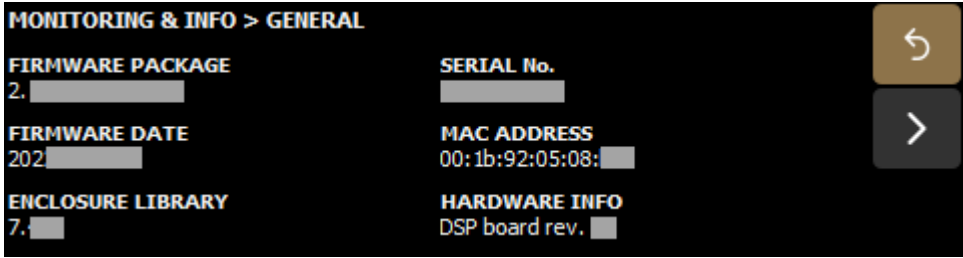 MONITORING & INFO > GENERAL
FIRMWARE PACKAGE
2.
SERIAL No.
FIRMWARE DATE
202
MAC ADDRESS
00:1b:92:05:08:
ENCLOSURE LIBRARY
7.
HARDWARE INFO
DSP board rev.